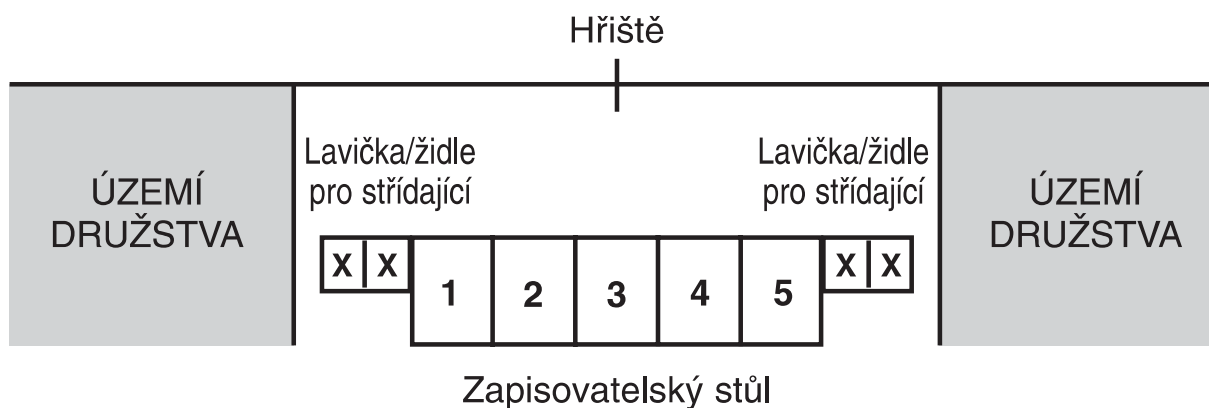 Hřiště
Lavička/židle
pro střídající
Lavička/židle
pro střídající
ÚZEMÍ
DRUŽSTVA
ÚZEMÍ
DRUŽSTVA
X X 1 2 3 4 5 X X
Zapisovatelský stůl